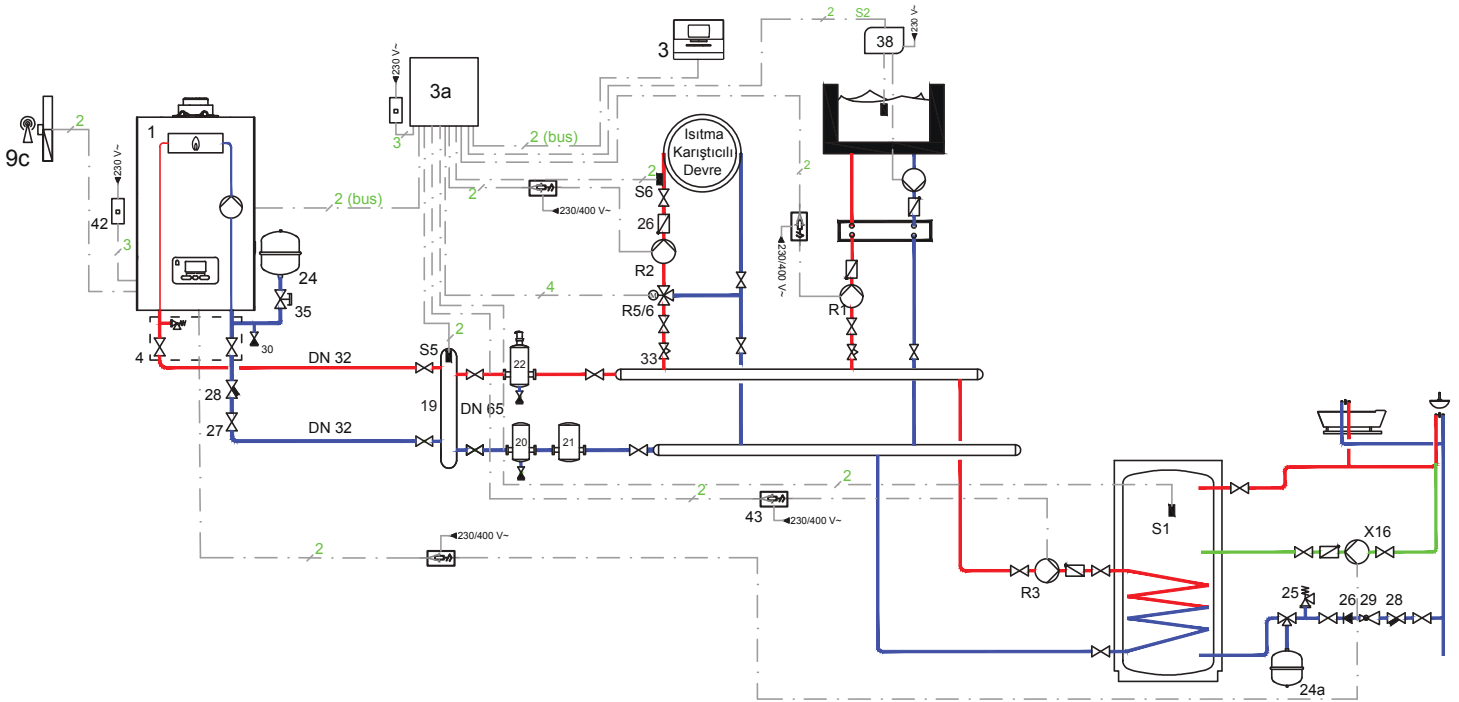 2
S2
38
230 V~
3
230 V~
3a
1
2
9c
230 V~
42
3
3
2 (bus)
2 (bus)
Isıtma
Karıştıcılı
Devre
2
2
S6
230/400 V~
26
R2
2
230/400 V~
R1
24
35
30
4
R5/6
M
2
S5
33
4
DN 32
22
28
19
DN 65
27
DN 32
20
21
2
2
43
230/400 V~
S1
2
230/400 V~
X16
R3
25
26
29
28
24a